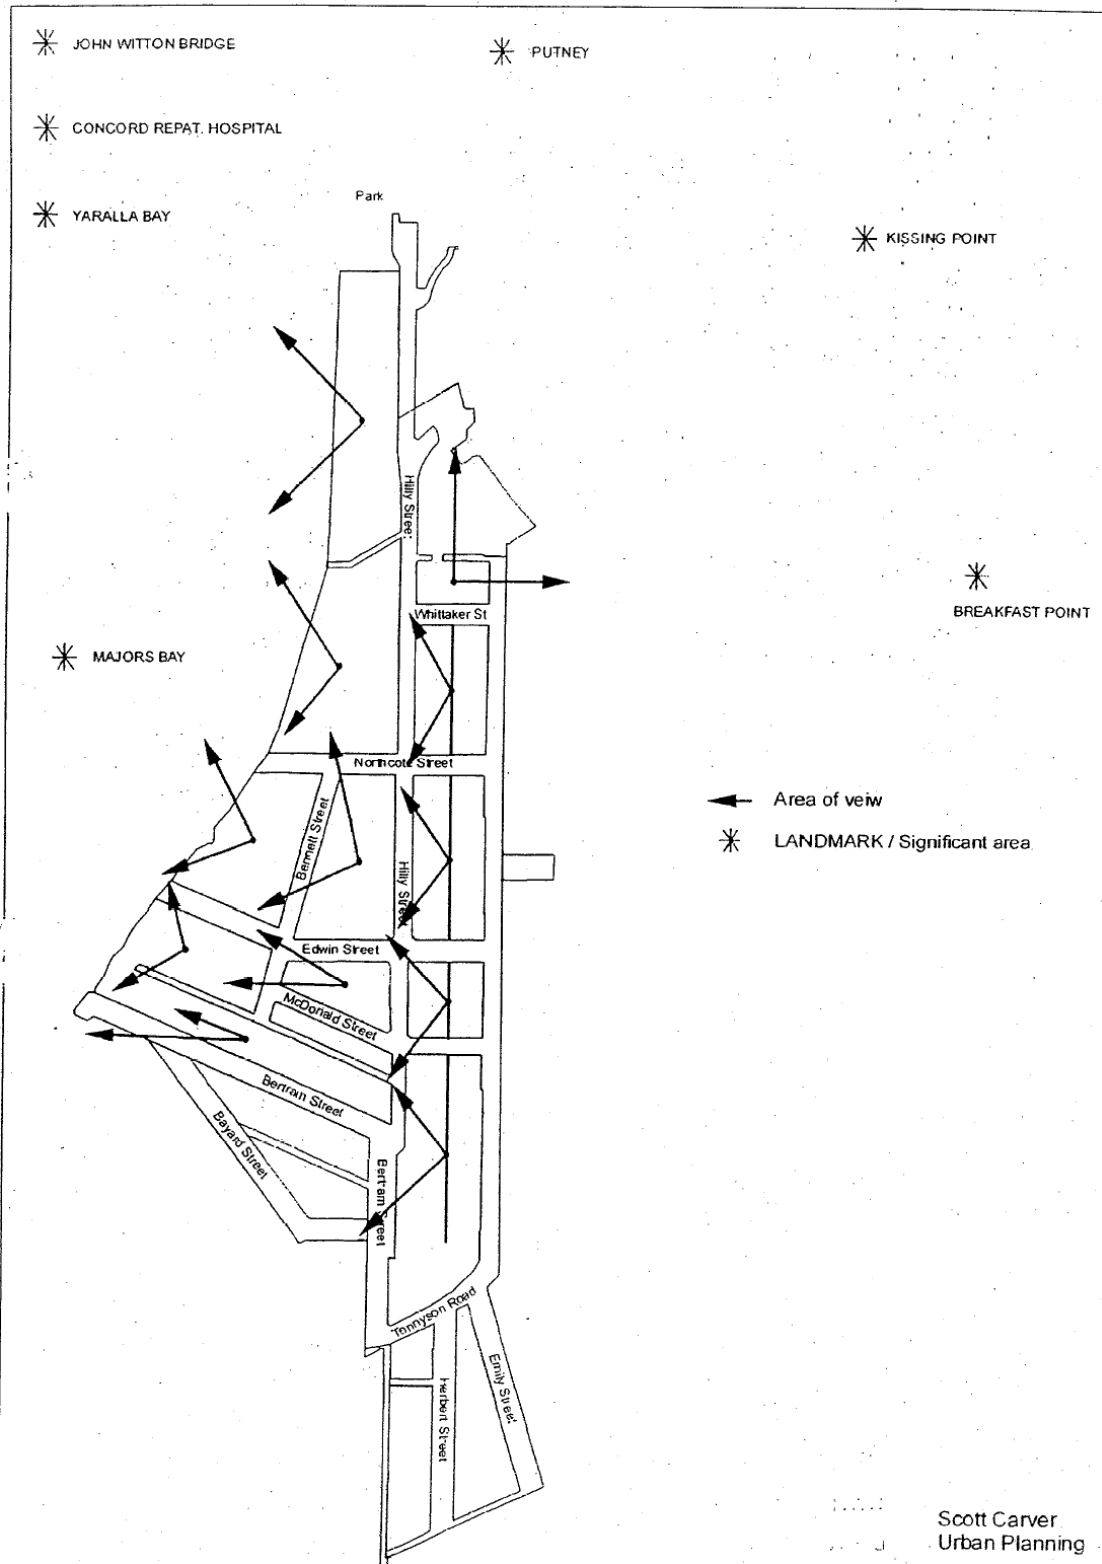 JOHN WITTON BRIDGE
PUTNEY
CONCORD REPAT. HOSPITAL
Park
YARALLA BAY
KISSING POINT
Hilly Street
BREAKFAST POINT
Whittaker St
MAJORS BAY
Northcote Street
Area of veiw
Bennett Street
LANDMARK / Significant area
Hilly Street
Edwin Street
McDonald Street
Bertram Street
Bayard Street
Bertram Street
Tennyson Road
Emily Street
Herbert Street
Scott Carver
Urban Planning